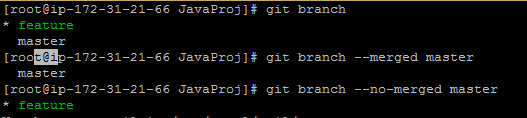 [root@ip-172-31-21-66 JavaProj]# git branch
* feature
  master
[root@ip-172-31-21-66 JavaProj]# git branch --merged master
  master
[root@ip-172-31-21-66 JavaProj]# git branch --no-merged master
* feature